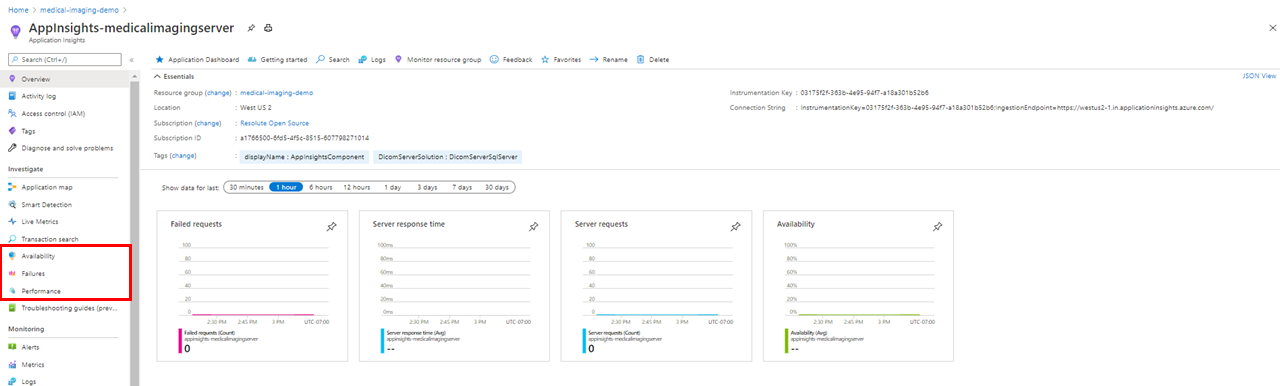 Home > medical-imaging-demo >
AppInsights-medicalimagingserver
Application Insights
Search (Ctrl+/)
«
Overview
Activity log
Access control (IAM)
Tags
Diagnose and solve problems
Investigate
Application map
Smart Detection
Live Metrics
Transaction search
Availability
Failures
Performance
Troubleshooting guides (prev...
Monitoring
Alerts
Metrics
Logs
Application Dashboard Getting started Search Logs Monitor resource group Feedback Favorites Rename Delete
Essentials
JSON View
Resource group (change) : medical-imaging-demo
Location : West US 2
Subscription (change) : Resolute Open Source
Subscription ID : a1766500-6fd5-4f5c-8515-607798271014
Tags (change) : displayName : AppInsightsComponent DicomServerSolution : DicomServerSqlServer
Instrumentation Key : 03175f2f-363b-4e95-94f7-a18a301b52b6
Connection String : InstrumentationKey=03175f2f-363b-4e95-94f7-a18a301b52b6;IngestionEndpoint=https://westus2-1.in.applicationinsights.azure.com/
Show data for last: 30 minutes 1 hour 6 hours 12 hours 1 day 3 days 7 days 30 days
Failed requests
100
80
60
40
20
0
2:30 PM 2:45 PM 3 PM UTC-07:00
Failed requests (Count)
appinsights-medicalimagingserver
0
Server response time
100ms
80ms
60ms
40ms
20ms
0ms
2:30 PM 2:45 PM 3 PM UTC-07:00
Server response time (Avg)
appinsights-medicalimagingserver
--
Server requests
100
80
60
40
20
0
2:30 PM 2:45 PM 3 PM UTC-07:00
Server requests (Count)
appinsights-medicalimagingserver
0
Availability
100%
80%
60%
40%
20%
0%
2:30 PM 2:45 PM 3 PM UTC-07:00
Availability (Avg)
appinsights-medicalimagingserver
--